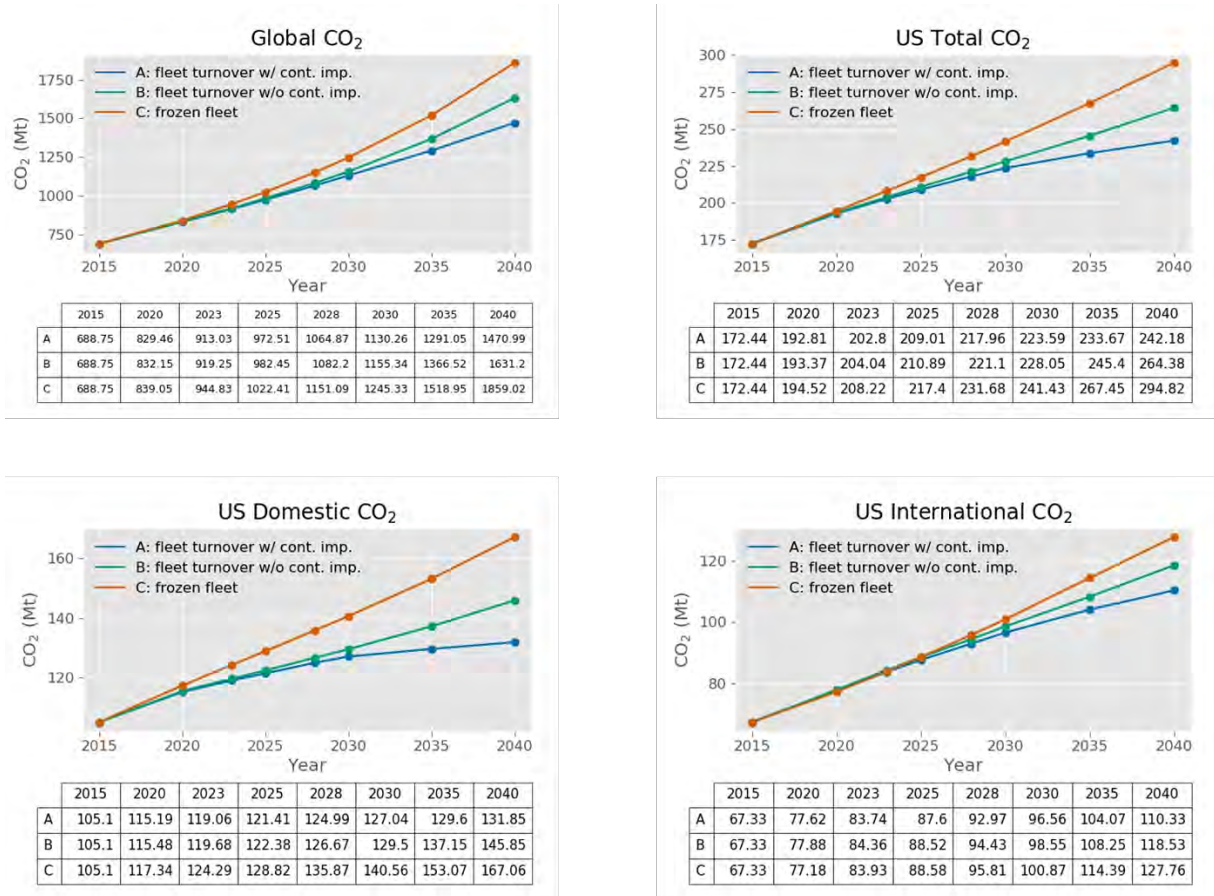 Global CO2
1750
1500
1250
1000
750
CO2 (Mt)
A: fleet turnover w/ cont. imp.
B: fleet turnover w/o cont. imp.
C: frozen fleet
2015 2020 2025 2030 2035 2040
Year
2015 2020 2023 2025 2028 2030 2035 2040
A 688.75 829.46 913.03 972.51 1064.87 1130.26 1291.05 1470.99
B 688.75 832.15 919.25 982.45 1082.2 1155.34 1366.52 1631.2
C 688.75 839.05 944.83 1022.41 1151.09 1245.33 1518.95 1859.02
US Total CO2
300
275
250
225
200
175
CO2 (Mt)
A: fleet turnover w/ cont. imp.
B: fleet turnover w/o cont. imp.
C: frozen fleet
2015 2020 2025 2030 2035 2040
Year
2015 2020 2023 2025 2028 2030 2035 2040
A 172.44 192.81 202.8 209.01 217.96 223.59 233.67 242.18
B 172.44 193.37 204.04 210.89 221.1 228.05 245.4 264.38
C 172.44 194.52 208.22 217.4 231.68 241.43 267.45 294.82
US Domestic CO2
160
140
120
CO2 (Mt)
A: fleet turnover w/ cont. imp.
B: fleet turnover w/o cont. imp.
C: frozen fleet
2015 2020 2025 2030 2035 2040
Year
2015 2020 2023 2025 2028 2030 2035 2040
A 105.1 115.19 119.06 121.41 124.99 127.04 129.6 131.85
B 105.1 115.48 119.68 122.38 126.67 129.5 137.15 145.85
C 105.1 117.34 124.29 128.82 135.87 140.56 153.07 167.06
US International CO2
120
100
80
CO2 (Mt)
A: fleet turnover w/ cont. imp.
B: fleet turnover w/o cont. imp.
C: frozen fleet
2015 2020 2025 2030 2035 2040
Year
2015 2020 2023 2025 2028 2030 2035 2040
A 67.33 77.62 83.74 87.6 92.97 96.56 104.07 110.33
B 67.33 77.88 84.36 88.52 94.43 98.55 108.25 118.53
C 67.33 77.18 83.93 88.58 95.81 100.87 114.39 127.76